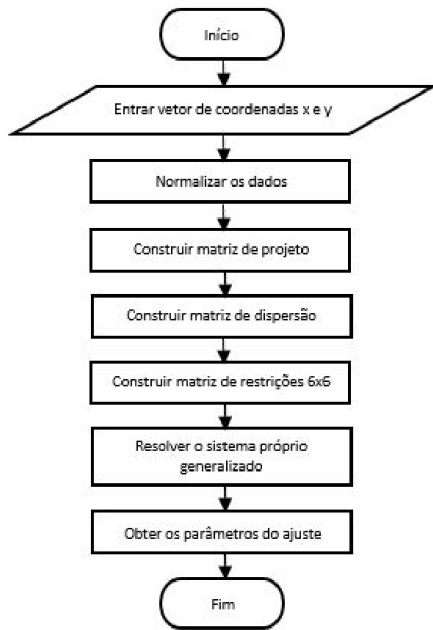 Início
Entrar vetor de coordenadas x e y
Normalizar os dados
Construir matriz de projeto
Construir matriz de dispersão
Construir matriz de restrições 6x6
Resolver o sistema próprio
generalizado
Obter os parâmetros do ajuste
Fim